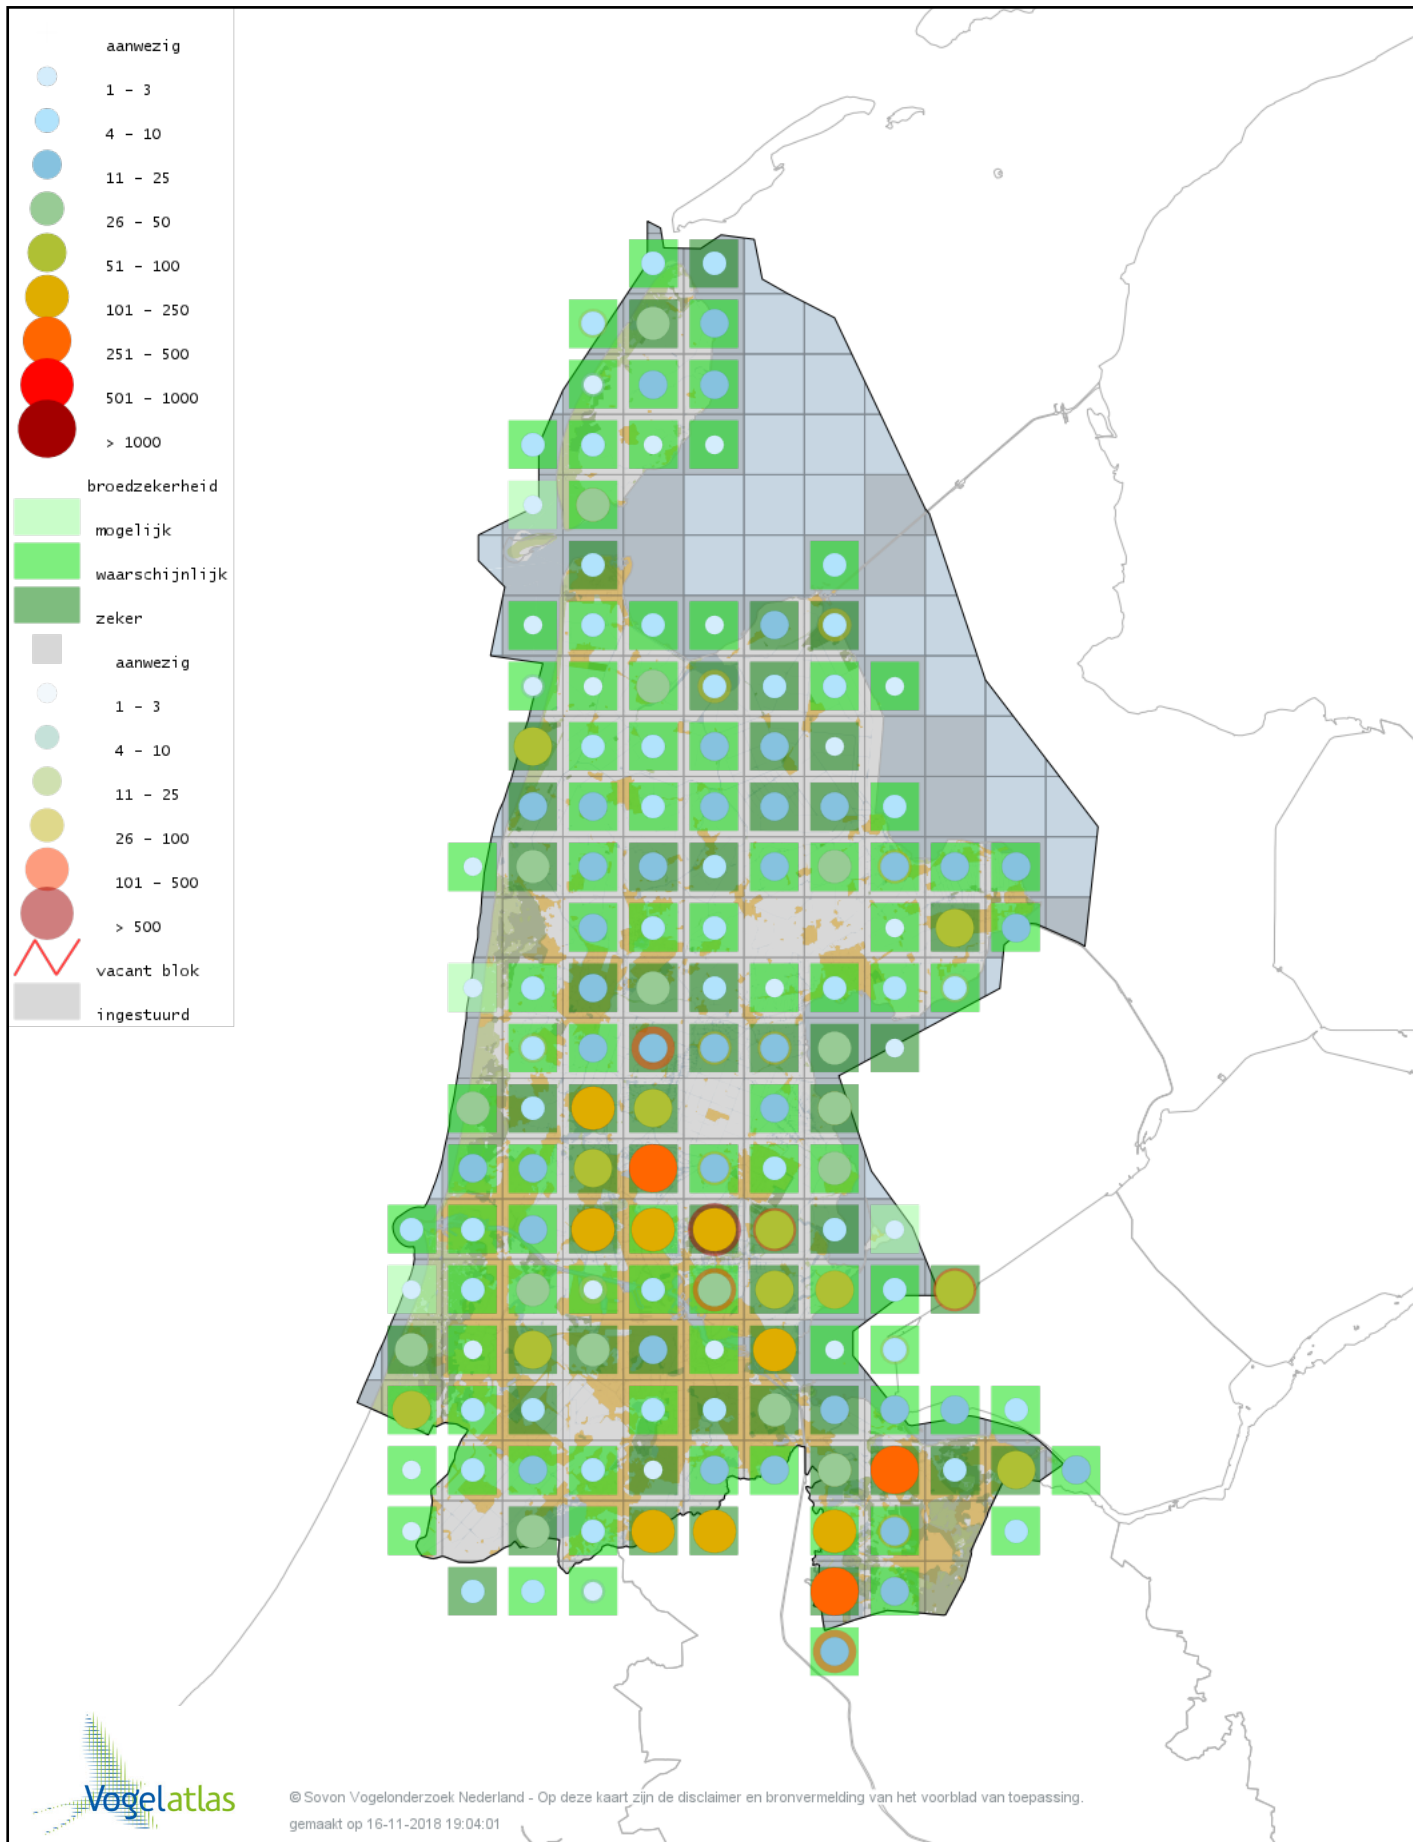 aanwezig
1 - 3
4 - 10
11 - 25
26 - 50
51 - 100
101 - 250
251 - 500
501 - 1000
> 1000
broedzekerheid
mogelijk
waarschijnlijk
zeker
aanwezig
1 - 3
4 - 10
11 - 25
26 - 100
101 - 500
> 500
vacant blok
ingestuurd
Vogelatlas
© Sovon Vogelonderzoek Nederland - Op deze kaart zijn de disclaimer en bronvermelding van het voorblad van toepassing.
gemaakt op 16-11-2018 19:04:01